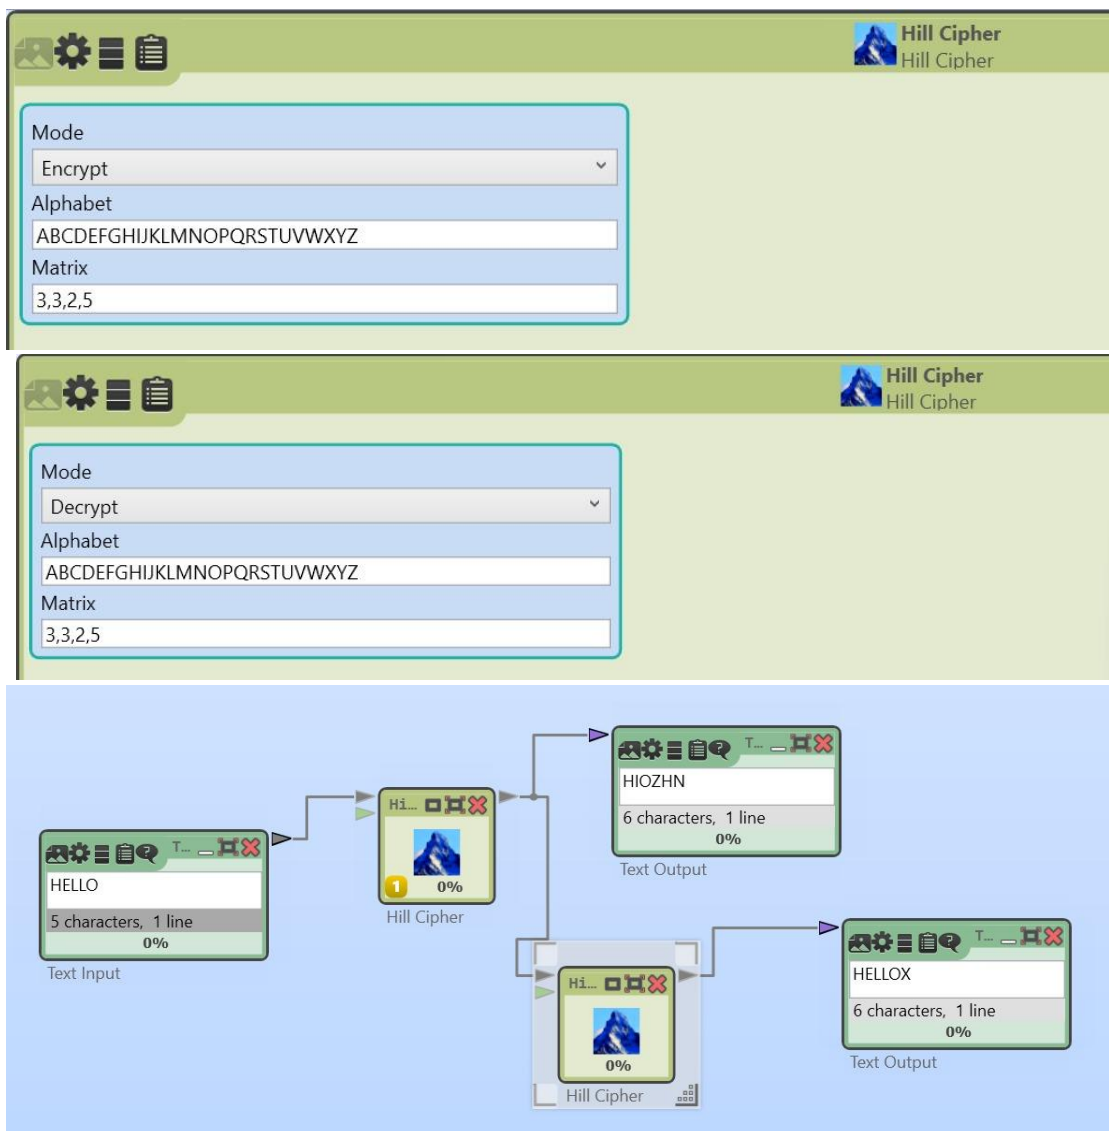 Hill Cipher
Hill Cipher
Mode
Encrypt
Alphabet
ABCDEFGHIJKLMNOPQRSTUVWXYZ
Matrix
3,3,2,5
Hill Cipher
Hill Cipher
Mode
Decrypt
Alphabet
ABCDEFGHIJKLMNOPQRSTUVWXYZ
Matrix
3,3,2,5
T...
HELLO
5 characters, 1 line
0%
Text Input
Hi...
1
0%
Hill Cipher
T...
HIOZHN
6 characters, 1 line
0%
Text Output
Hi...
0%
Hill Cipher
T...
HELLOX
6 characters, 1 line
0%
Text Output